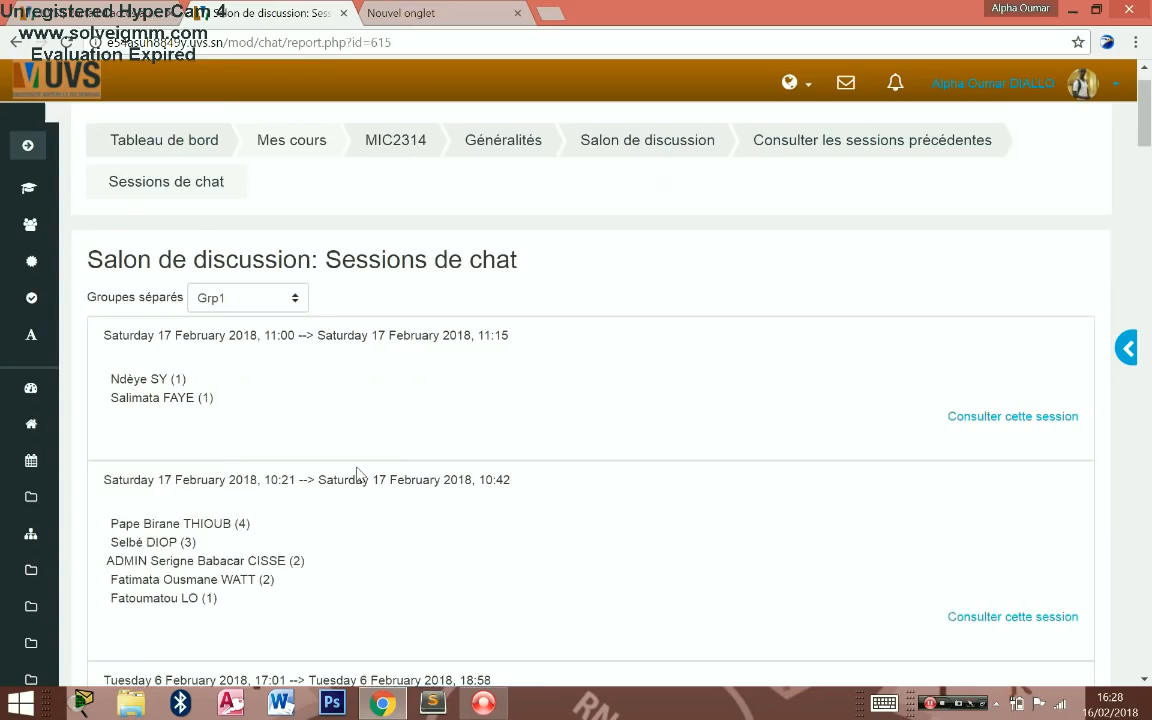 Unregistered HyperCam 4
www.solveigmm.com
Evaluation Expired
Salon de discussion: Sess
Nouvel onglet
Alpha Oumar
e54asuh8849y.uvs.sn/mod/chat/report.php?id=615
UVS
Alpha Oumar DIALLO
Tableau de bord
Mes cours
MIC2314
Généralités
Salon de discussion
Consulter les sessions précédentes
Sessions de chat
Salon de discussion: Sessions de chat
Groupes séparés
Grp1
Saturday 17 February 2018, 11:00 --> Saturday 17 February 2018, 11:15
Ndèye SY (1)
Salimata FAYE (1)
Consulter cette session
Saturday 17 February 2018, 10:21 --> Saturday 17 February 2018, 10:42
Pape Birane THIOUB (4)
Selbé DIOP (3)
ADMIN Serigne Babacar CISSE (2)
Fatimata Ousmane WATT (2)
Fatoumatou LO (1)
Consulter cette session
Tuesday 6 February 2018, 17:01 --> Tuesday 6 February 2018, 18:58
16:28
16/02/2018